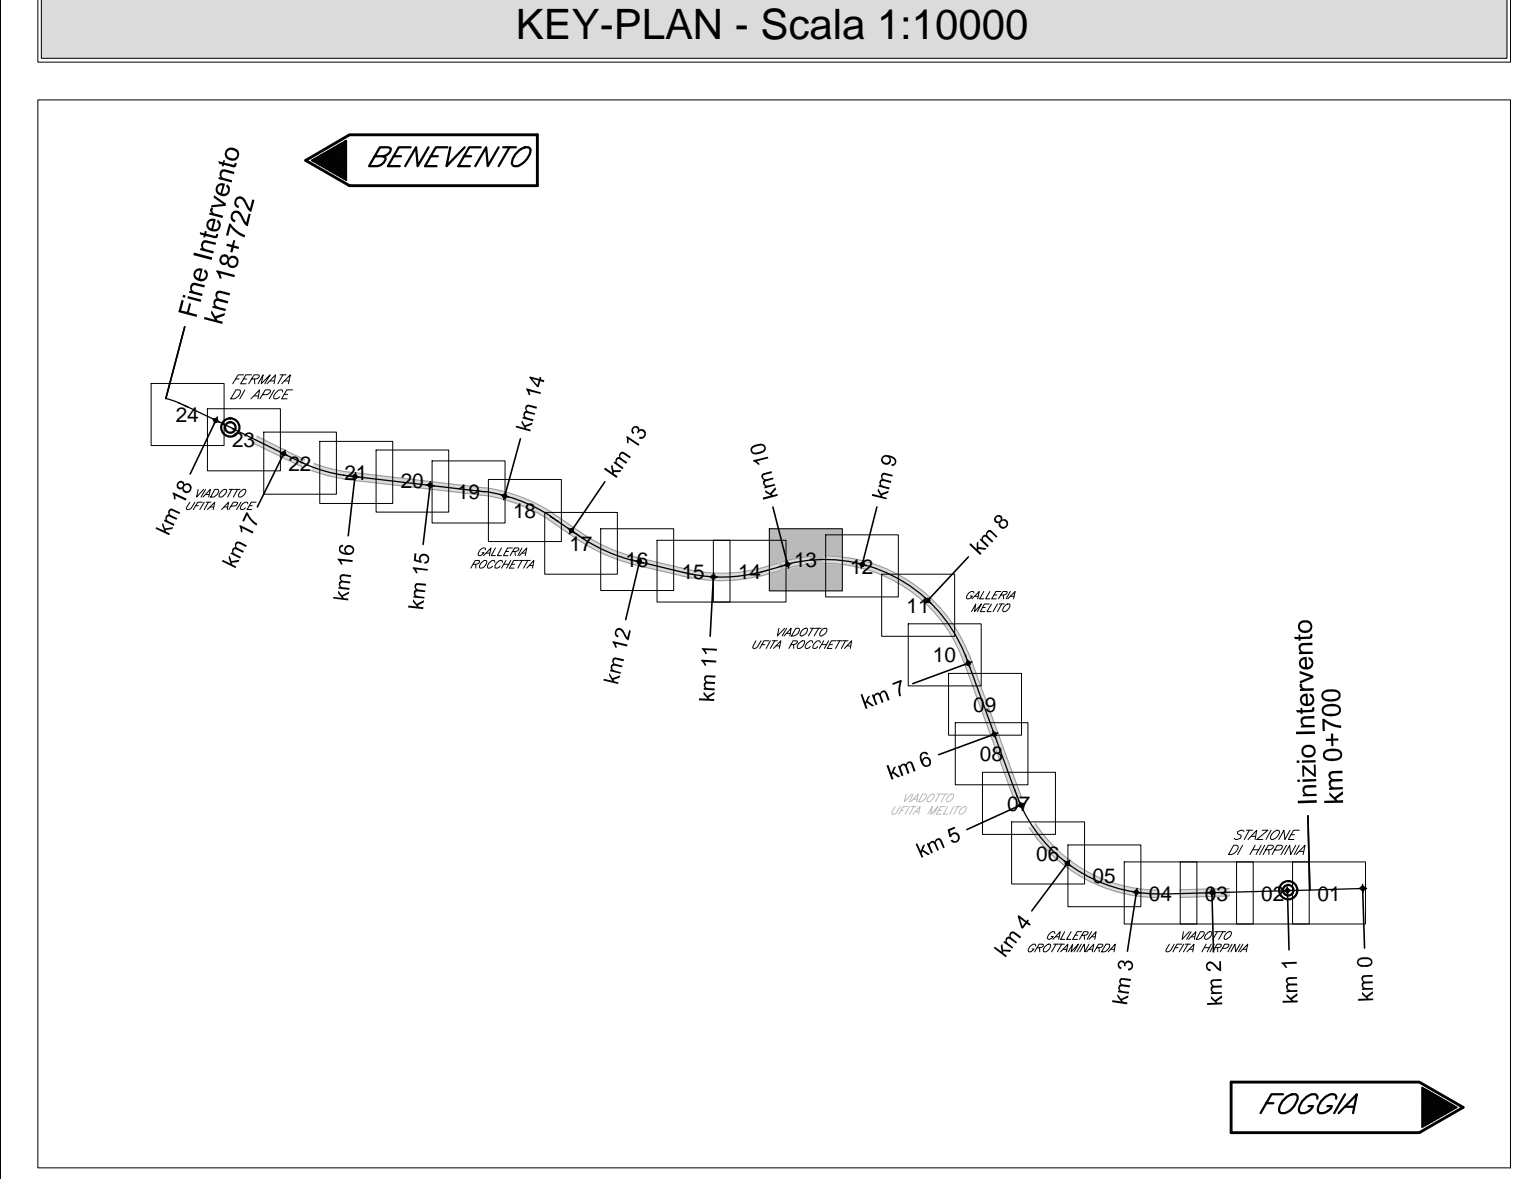 KEY-PLAN - Scala 1:10000
BENEVENTO
Fine Intervento
km 18+722
FERMATA
DI APICE
24
23
22
21
20
19
18
17
16
15
14
13
12
11
10
09
08
07
06
05
04
03
02
01
km 18
VIADOTTO
UFITA APICE
km 17
km 16
km 15
km 14
GALLERIA
ROCCHETTA
km 13
km 12
km 11
km 10
VIADOTTO
UFITA ROCCHETTA
km 9
km 8
GALLERIA
MELITO
km 7
km 6
VIADOTTO
UFITA MELITO
km 5
km 4
GALLERIA
GROTTAMINARDA
km 3
VIADOTTO
UFITA HIRPINIA
km 2
STAZIONE
DI HIRPINIA
km 1
km 0
Inizio Intervento
km 0+700
FOGGIA